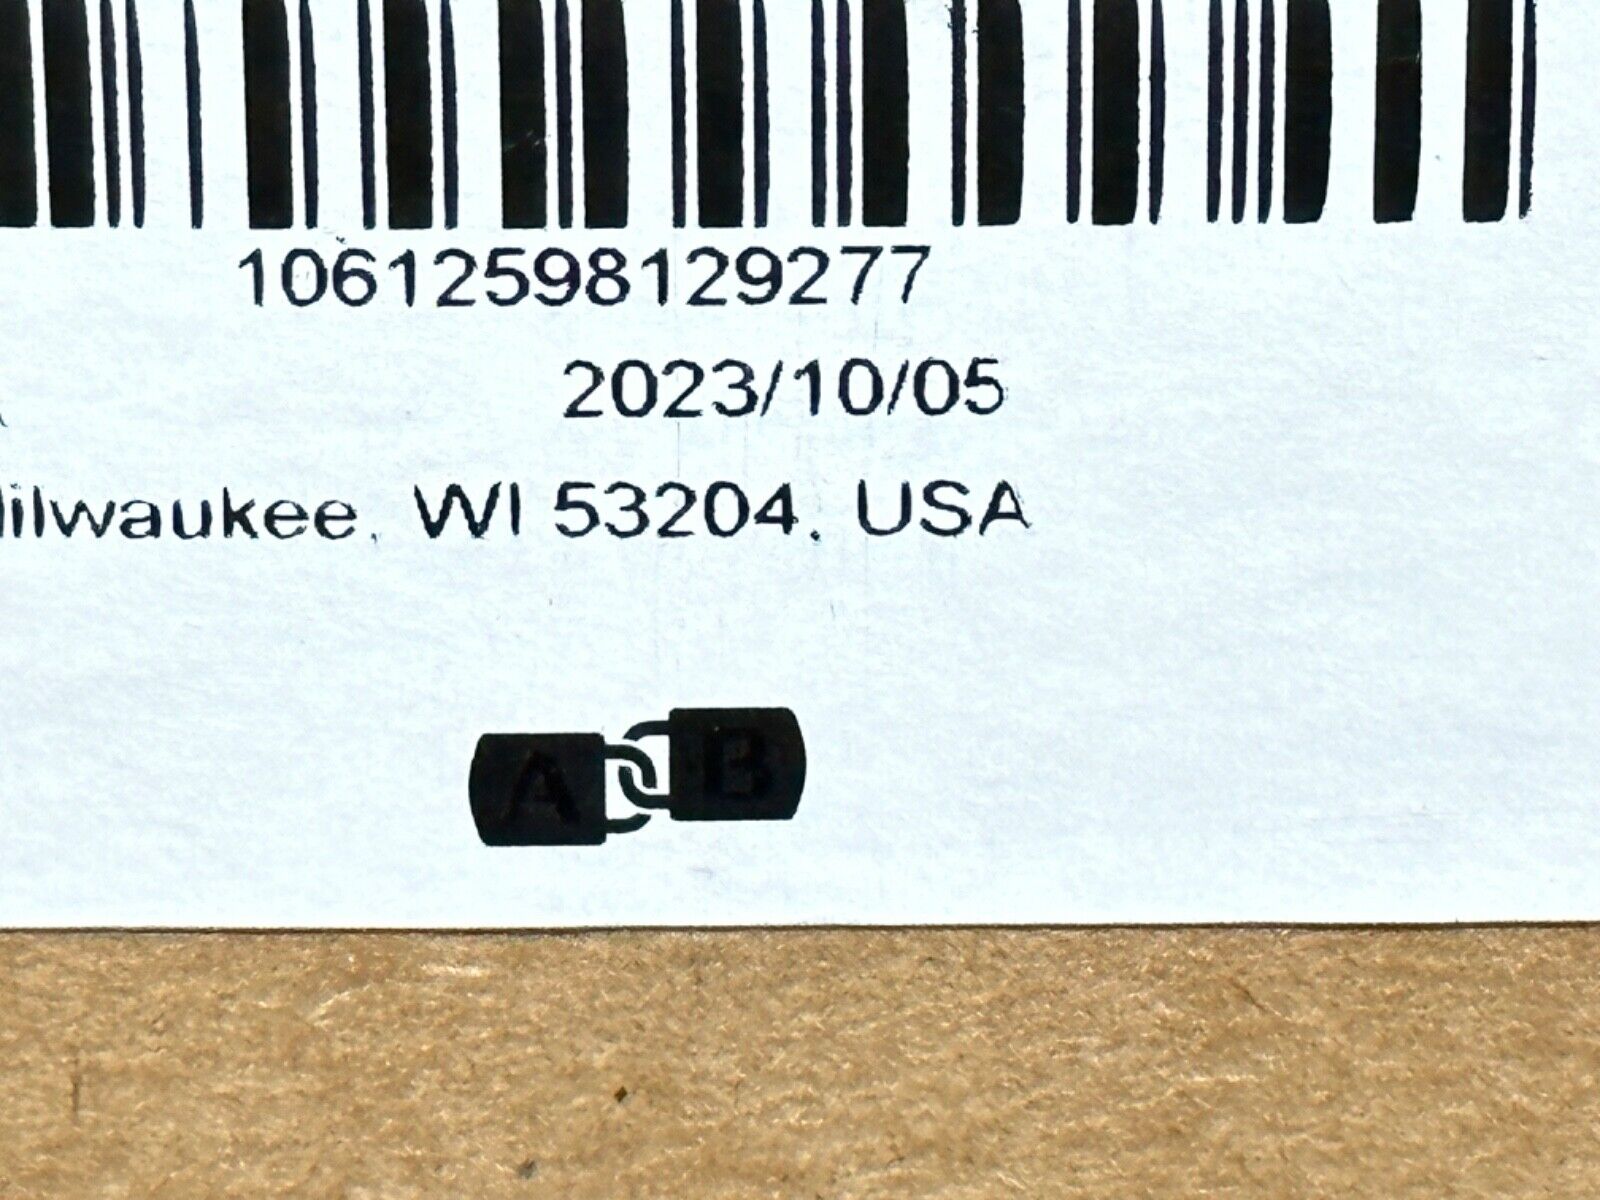 10612598129277
2023/10/05
ilwaukee, WI 53204, USA
A B